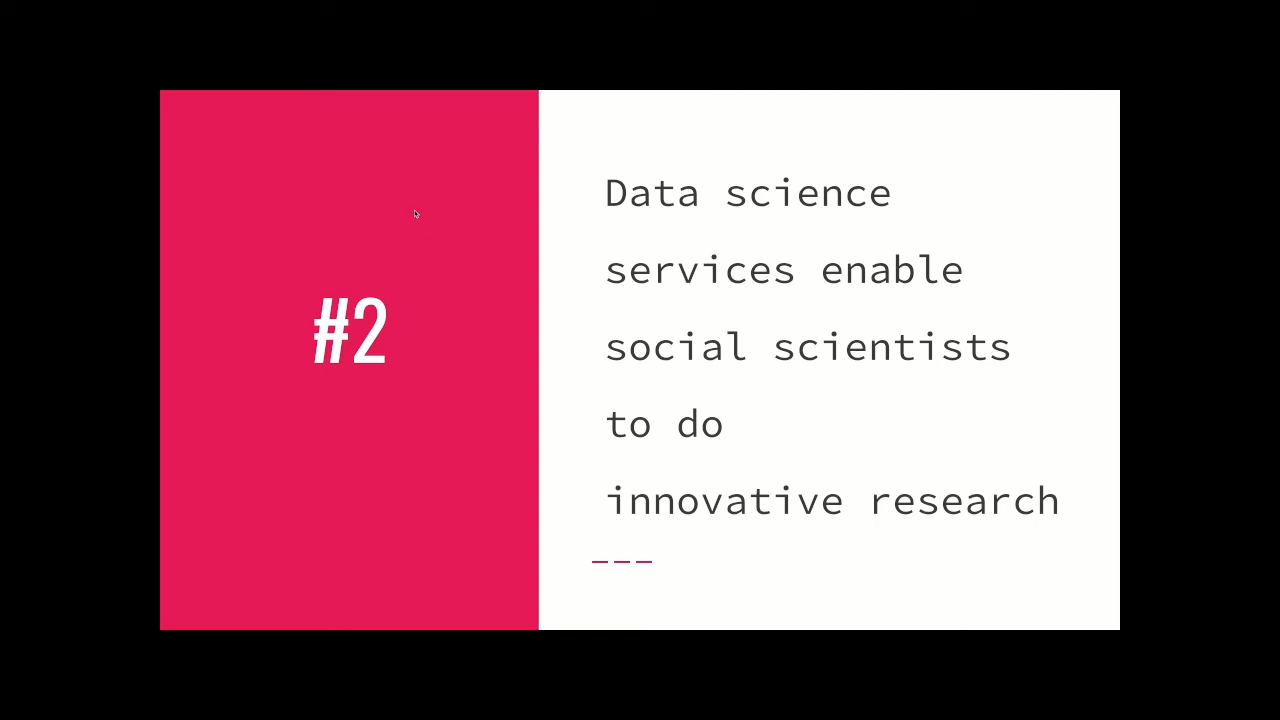 #2
Data science
services enable
social scientists
to do
innovative research